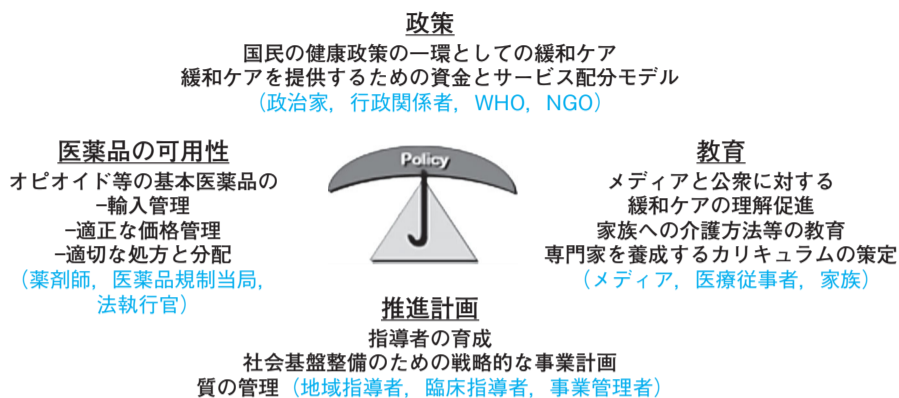 政策
国民の健康政策の一環としての緩和ケア
緩和ケアを提供するための資金とサービス配分モデル
（政治家，行政関係者，WHO，NGO）
医薬品の可用性
オピオイド等の基本医薬品の
−輸入管理
−適正な価格管理
−適切な処方と分配
（薬剤師，医薬品規制当局，
法執行官）
Policy
教育
メディアと公衆に対する
緩和ケアの理解促進
家族への介護方法等の教育
専門家を養成するカリキュラムの策定
（メディア，医療従事者，家族）
推進計画
指導者の育成
社会基盤整備のための戦略的な事業計画
質の管理（地域指導者，臨床指導者，事業管理者）